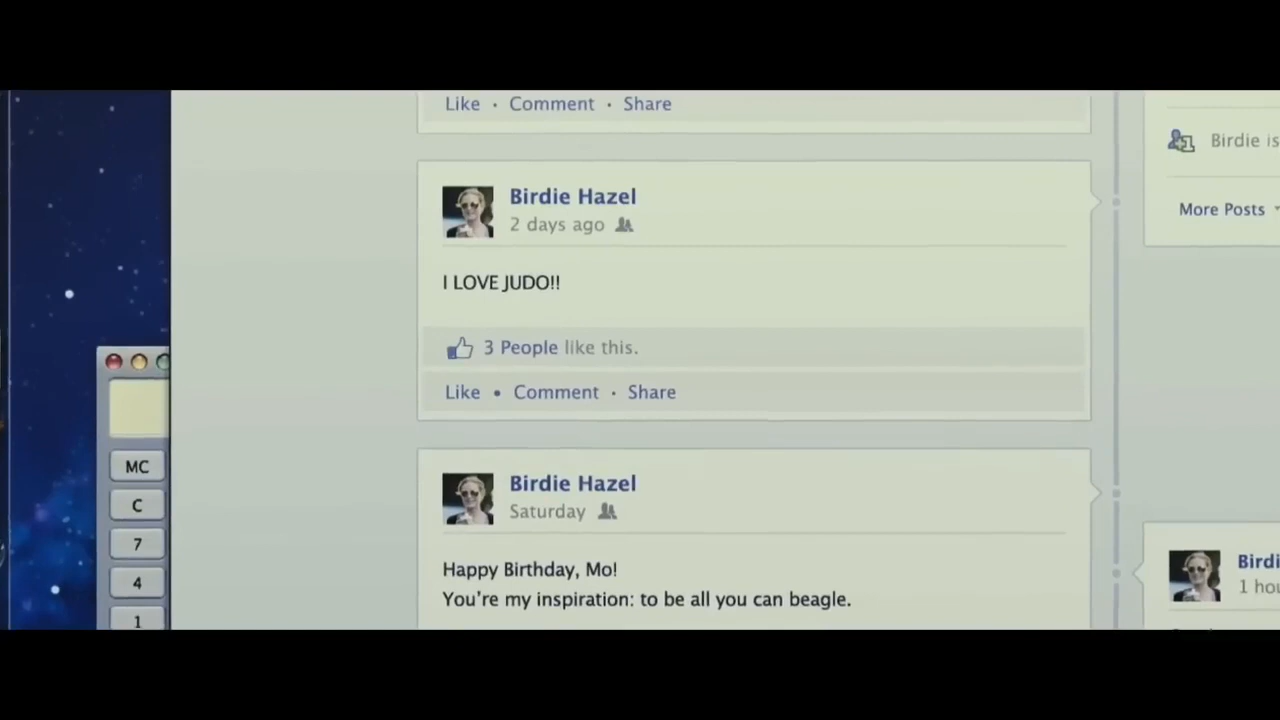 Like · Comment · Share
Birdie is
More Posts
Birdie Hazel
2 days ago
I LOVE JUDO!!
3 People like this.
Like • Comment · Share
MC
C
7
4
1
Birdie Hazel
Saturday
Happy Birthday, Mo!
You're my inspiration: to be all you can beagle.
1 hou